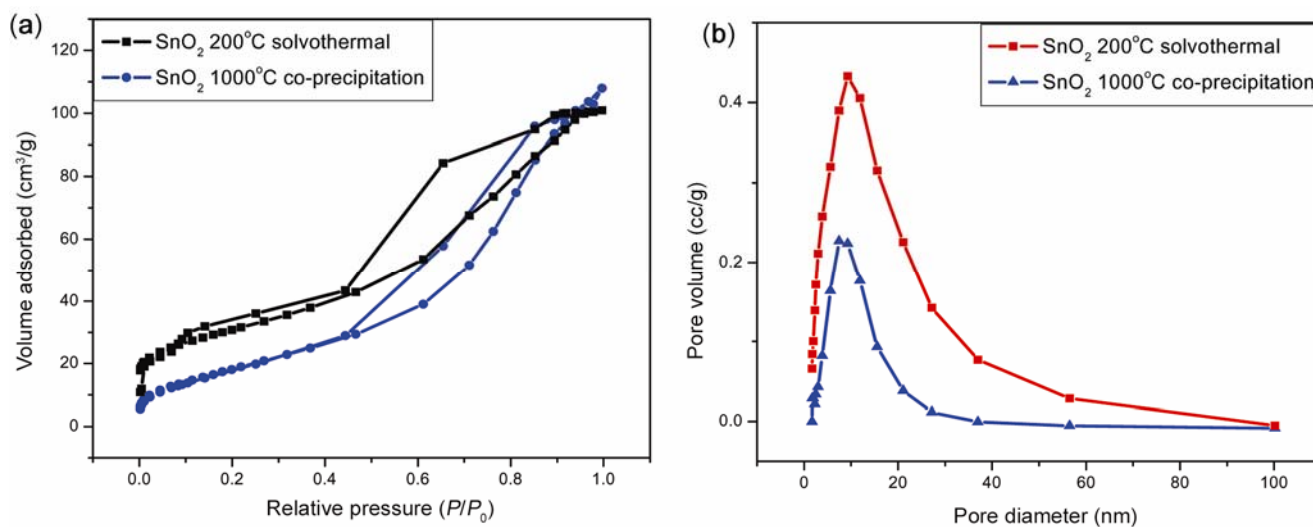 (a)
SnO₂ 200°C solvothermal
SnO₂ 1000°C co-precipitation
120
100
80
60
40
20
0
Volume adsorbed (cm³/g)
0.0 0.2 0.4 0.6 0.8 1.0
Relative pressure (P/P₀)
(b)
SnO₂ 200°C solvothermal
SnO₂ 1000°C co-precipitation
0.4
0.2
0.0
Pore volume (cc/g)
0 20 40 60 80 100
Pore diameter (nm)